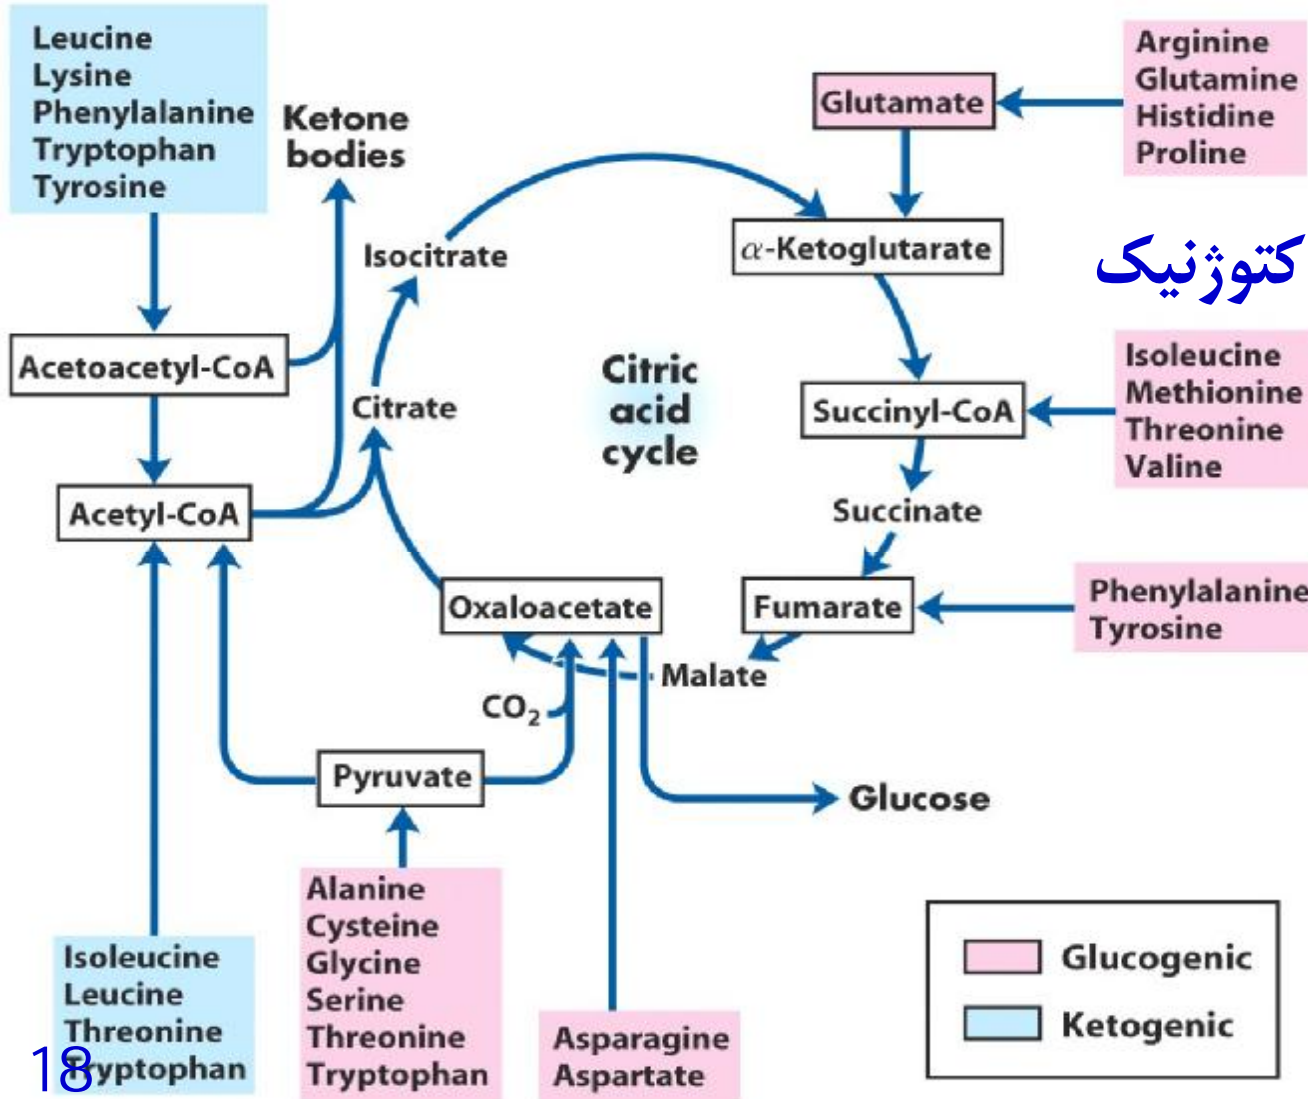 Leucine
Lysine
Phenylalanine
Tryptophan
Tyrosine
Ketone
bodies
Glutamate
Arginine
Glutamine
Histidine
Proline
Isocitrate
α-Ketoglutarate
کتوژنیک
Acetoacetyl-CoA
Citrate
Citric
acid
cycle
Succinyl-CoA
Isoleucine
Methionine
Threonine
Valine
Acetyl-CoA
Succinate
Oxaloacetate
Fumarate
Phenylalanine
Tyrosine
Malate
CO₂
Pyruvate
Glucose
Isoleucine
Leucine
Threonine
Tryptophan
18
Alanine
Cysteine
Glycine
Serine
Threonine
Tryptophan
Asparagine
Aspartate
Glucogenic
Ketogenic